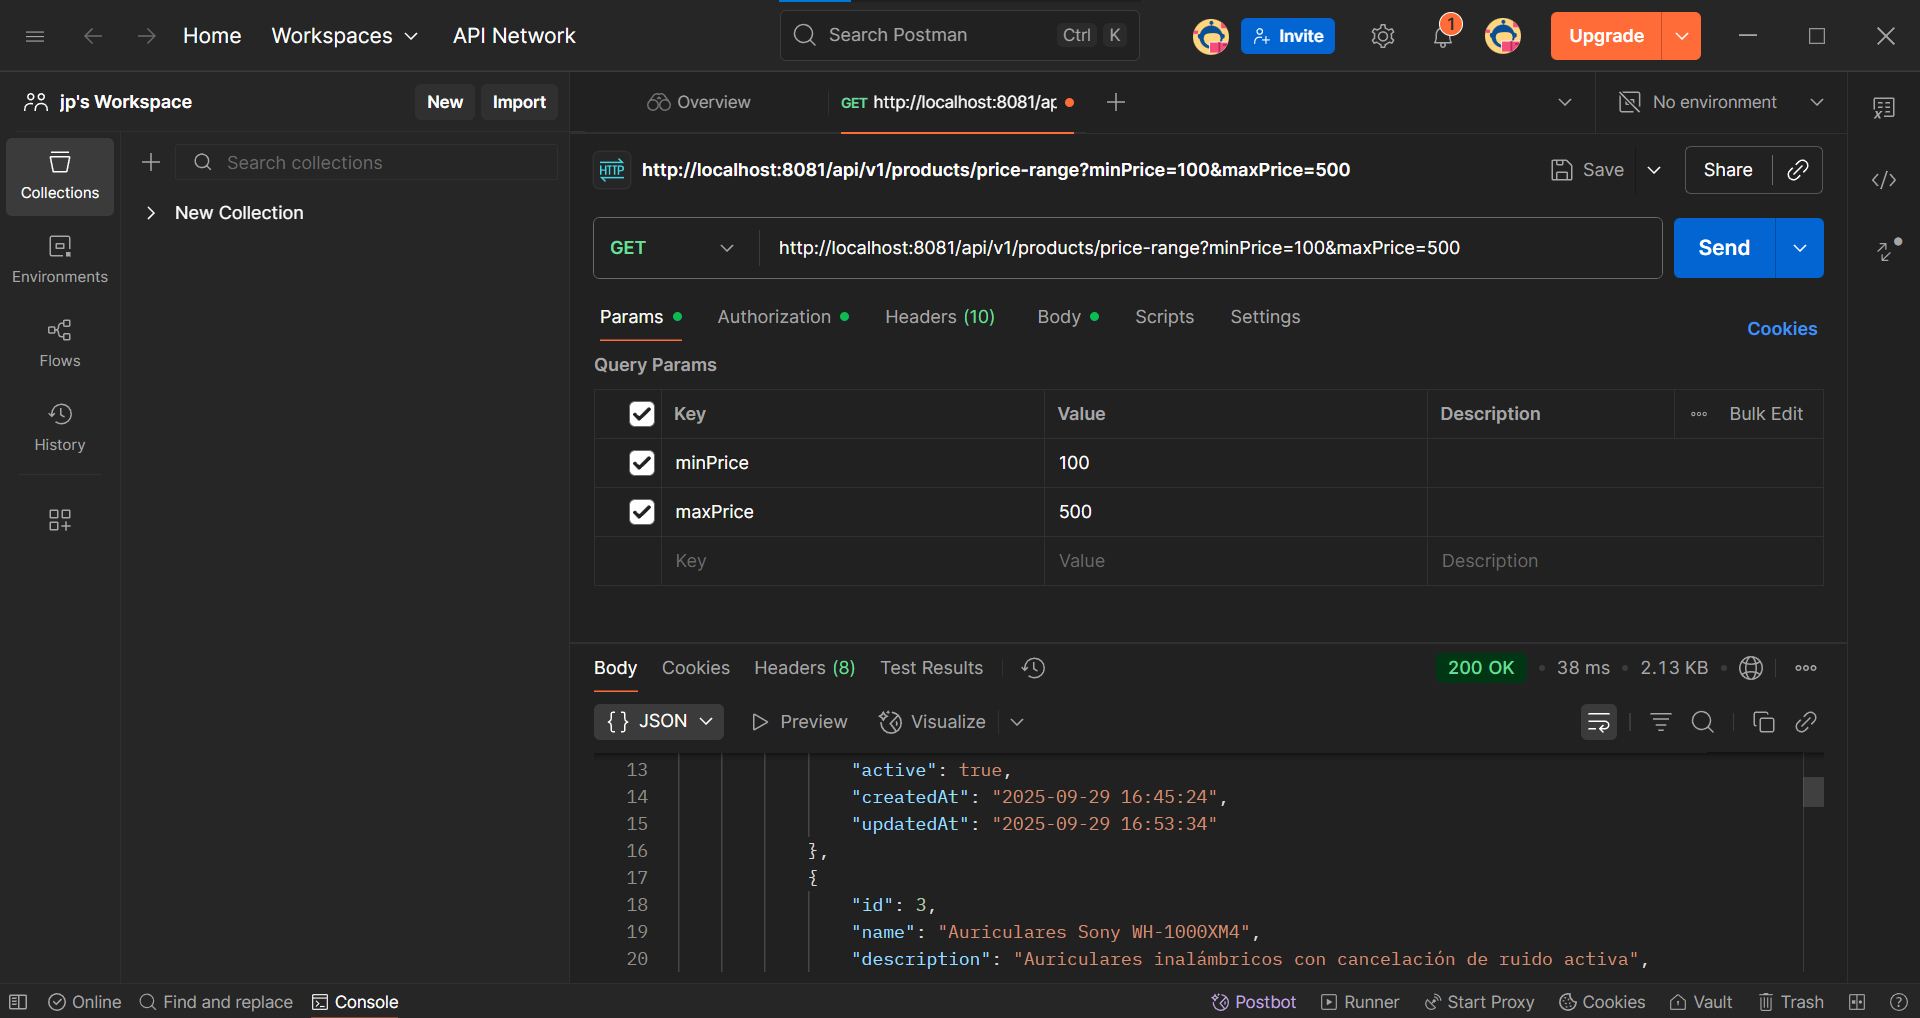 Home Workspaces API Network Search Postman Ctrl K Invite 1 Upgrade
jp's Workspace New Import
Overview GET http://localhost:8081/ap No environment
Collections
Search collections
New Collection
Environments
Flows
History
HTTP http://localhost:8081/api/v1/products/price-range?minPrice=100&maxPrice=500 Save Share
GET http://localhost:8081/api/v1/products/price-range?minPrice=100&maxPrice=500 Send
Params Authorization Headers (10) Body Scripts Settings Cookies
Query Params
Key Value Description Bulk Edit
minPrice 100
maxPrice 500
Key Value Description
Body Cookies Headers (8) Test Results 200 OK • 38 ms • 2.13 KB •
{ } JSON Preview Visualize
13 "active": true,
14 "createdAt": "2025-09-29 16:45:24",
15 "updatedAt": "2025-09-29 16:53:34"
16 },
17 {
18 "id": 3,
19 "name": "Auriculares Sony WH-1000XM4",
20 "description": "Auriculares inalámbricos con cancelación de ruido activa",
Online Find and replace Console Postbot Runner Start Proxy Cookies Vault Trash